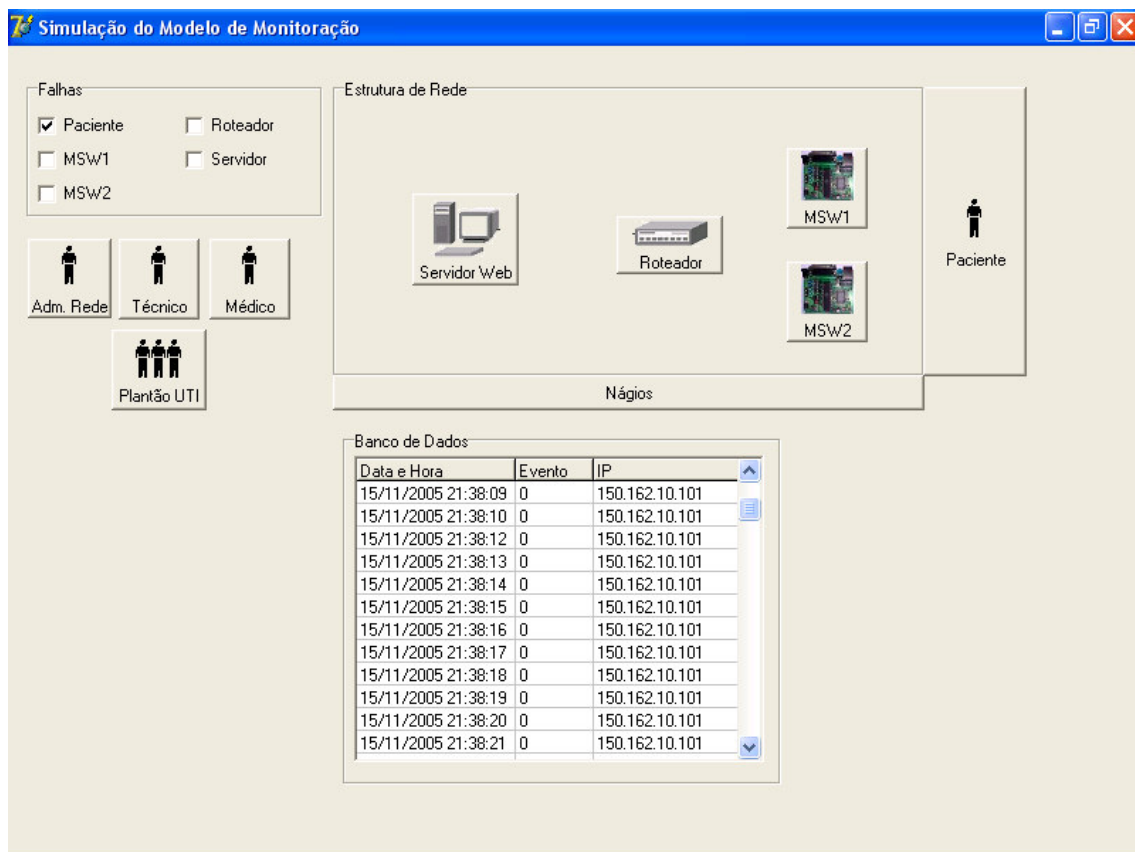 Simulação do Modelo de Monitoração
Falhas
Paciente
Roteador
MSW1
Servidor
MSW2
Adm. Rede
Técnico
Médico
Plantão UTI
Estrutura de Rede
Servidor Web
Roteador
MSW1
MSW2
Paciente
Nágios
Banco de Dados
Data e Hora Evento IP
15/11/2005 21:38:09 0 150.162.10.101
15/11/2005 21:38:10 0 150.162.10.101
15/11/2005 21:38:12 0 150.162.10.101
15/11/2005 21:38:13 0 150.162.10.101
15/11/2005 21:38:14 0 150.162.10.101
15/11/2005 21:38:15 0 150.162.10.101
15/11/2005 21:38:16 0 150.162.10.101
15/11/2005 21:38:17 0 150.162.10.101
15/11/2005 21:38:18 0 150.162.10.101
15/11/2005 21:38:19 0 150.162.10.101
15/11/2005 21:38:20 0 150.162.10.101
15/11/2005 21:38:21 0 150.162.10.101